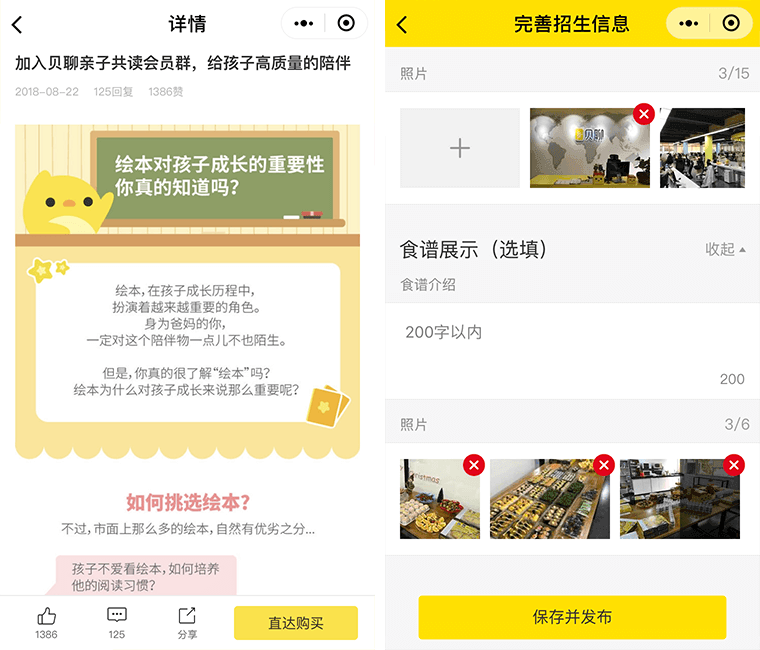 详情
加入贝聊亲子共读会员群，给孩子高质量的陪伴
2018-08-22 125回复 1386赞
绘本对孩子成长的重要性
你真的知道吗？
绘本，在孩子成长历程中，
扮演着越来越重要的角色。
身为爸妈的你，
一定对这个陪伴物一点儿不也陌生。
但是，你真的很了解“绘本”吗？
绘本为什么对孩子成长来说那么重要呢？
如何挑选绘本？
不过，市面上那么多的绘本，自然有优劣之分...
孩子不爱看绘本，如何培养
他的阅读习惯？
1386
125
分享
直达购买
完善招生信息
照片 3/15
贝聊
食谱展示（选填） 收起
食谱介绍
200字以内
200
照片 3/6
保存并发布